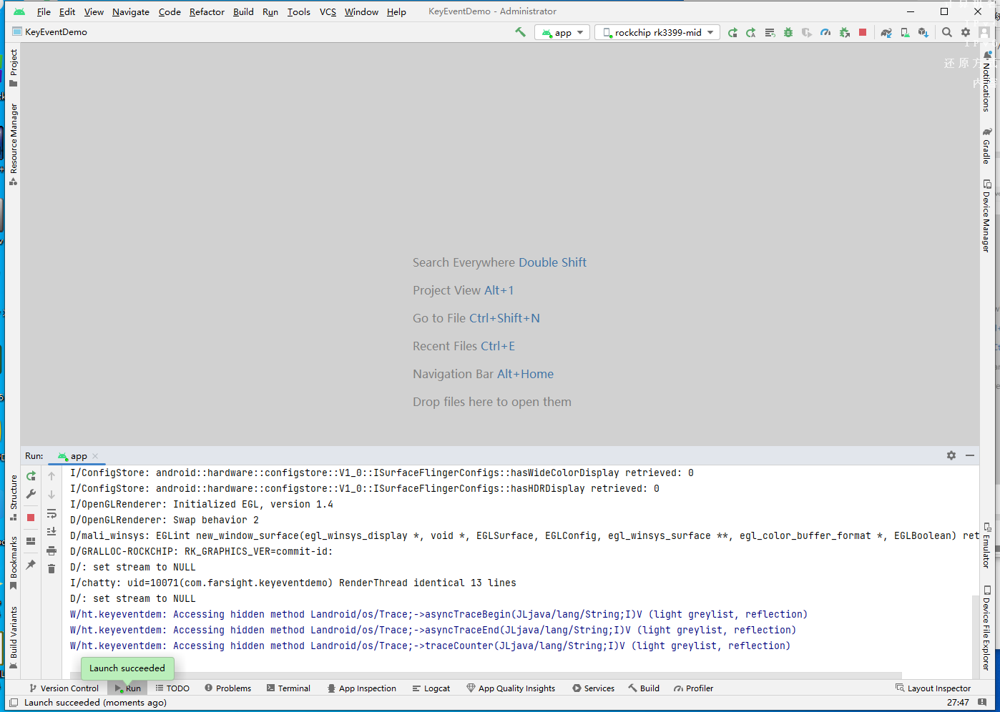 File Edit View Navigate Code Refactor Build Run Tools VCS Window Help KeyEventDemo - Administrator
KeyEventDemo app rockchip rk3399-mid
还原方式
Project
Resource Manager
Structure
Bookmarks
Build Variants
Notifications
Gradle
Device Manager
Emulator
Device File Explorer
Search Everywhere Double Shift
Project View Alt+1
Go to File Ctrl+Shift+N
Recent Files Ctrl+E
Navigation Bar Alt+Home
Drop files here to open them
Run: app
I/ConfigStore: android::hardware::configstore::V1_0::ISurfaceFlingerConfigs::hasWideColorDisplay retrieved: 0
I/ConfigStore: android::hardware::configstore::V1_0::ISurfaceFlingerConfigs::hasHDRDisplay retrieved: 0
I/OpenGLRenderer: Initialized EGL, version 1.4
D/OpenGLRenderer: Swap behavior 2
D/mali_winsys: EGLint new_window_surface(egl_winsys_display *, void *, EGLSurface, EGLConfig, egl_winsys_surface **, egl_color_buffer_format *, EGLBoolean) ret
D/GRALLOC-ROCKCHIP: RK_GRAPHICS_VER=commit-id:
D/: set stream to NULL
I/chatty: uid=10071(com.farsight.keyeventdemo) RenderThread identical 13 lines
D/: set stream to NULL
W/ht.keyeventdem: Accessing hidden method Landroid/os/Trace;->asyncTraceBegin(JLjava/lang/String;I)V (light greylist, reflection)
W/ht.keyeventdem: Accessing hidden method Landroid/os/Trace;->asyncTraceEnd(JLjava/lang/String;I)V (light greylist, reflection)
W/ht.keyeventdem: Accessing hidden method Landroid/os/Trace;->traceCounter(JLjava/lang/String;I)V (light greylist, reflection)
Launch succeeded
Version Control Run TODO Problems Terminal App Inspection Logcat App Quality Insights Services Build Profiler Layout Inspector
Launch succeeded (moments ago) 27:47